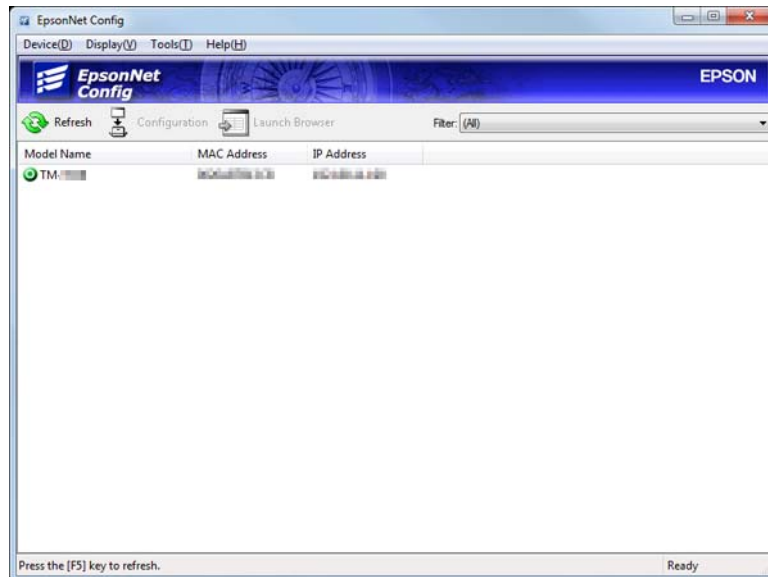 EpsonNet Config
Device(D) Display(V) Tools(T) Help(H)
EpsonNet
Config
EPSON
Refresh Configuration Launch Browser Filter: (All)
Model Name MAC Address IP Address
TM-
Press the [F5] key to refresh. Ready